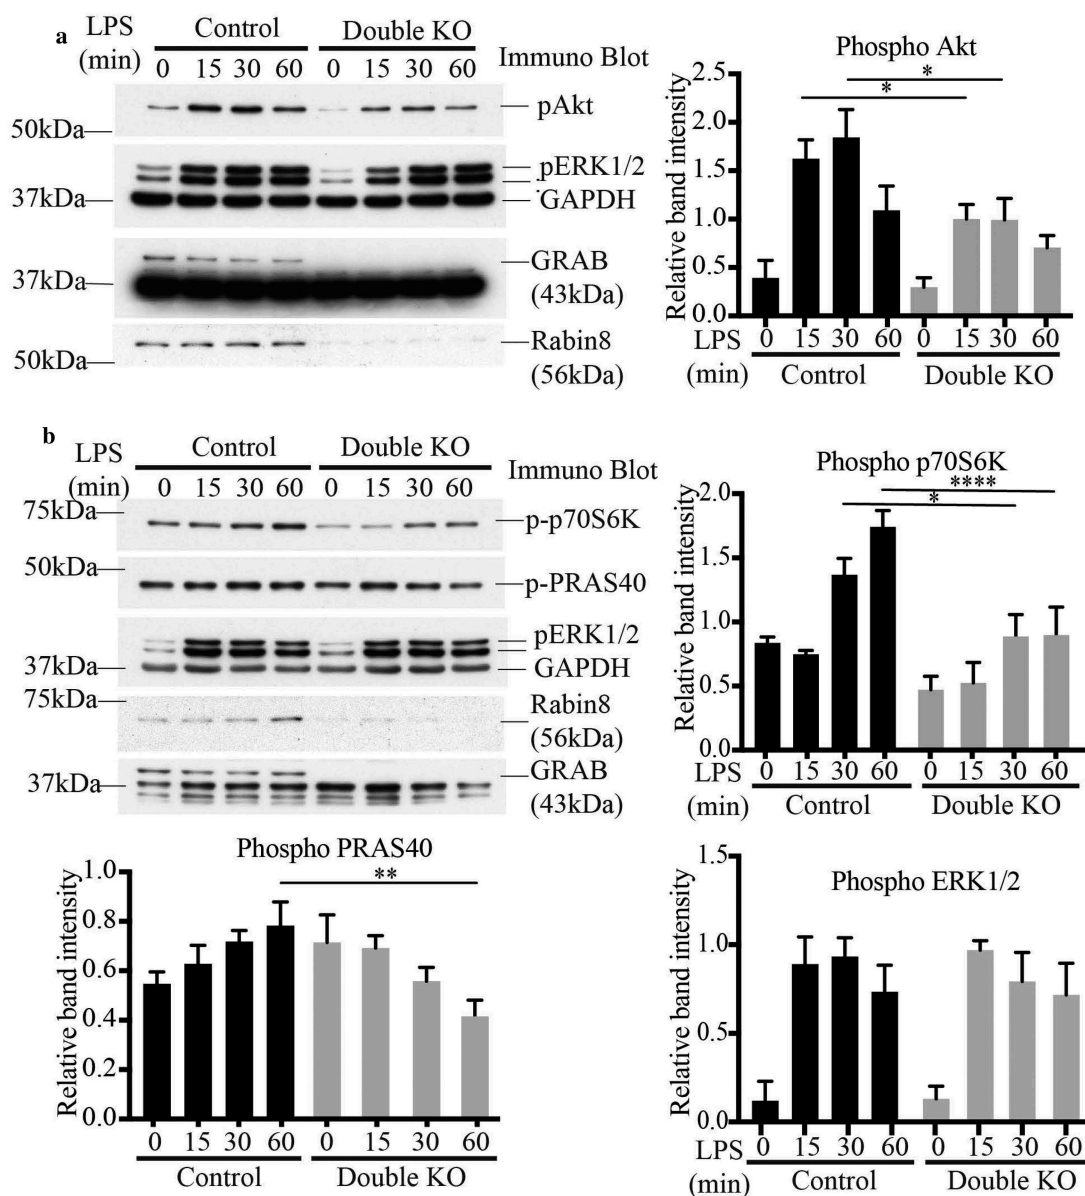 a
LPS
(min)
Control
Double KO
0 15 30 60 0 15 30 60
Immuno Blot
pAkt
50kDa
pERK1/2
37kDa
GAPDH
GRAB
37kDa
(43kDa)
Rabin8
50kDa
(56kDa)
Phospho Akt
*
*
Relative band intensity
2.5
2.0
1.5
1.0
0.5
0.0
LPS 0 15 30 60 0 15 30 60
(min) Control Double KO
b
LPS
(min)
Control
Double KO
0 15 30 60 0 15 30 60
Immuno Blot
75kDa
p-p70S6K
50kDa
p-PRAS40
pERK1/2
37kDa
GAPDH
75kDa
Rabin8
(56kDa)
37kDa
GRAB
(43kDa)
Phospho p70S6K
****
*
Relative band intensity
2.0
1.5
1.0
0.5
0.0
LPS 0 15 30 60 0 15 30 60
(min) Control Double KO
Phospho PRAS40
**
Relative band intensity
1.0
0.8
0.6
0.4
0.2
0.0
0 15 30 60 0 15 30 60
Control Double KO
Phospho ERK1/2
Relative band intensity
1.5
1.0
0.5
0.0
LPS 0 15 30 60 0 15 30 60
(min) Control Double KO